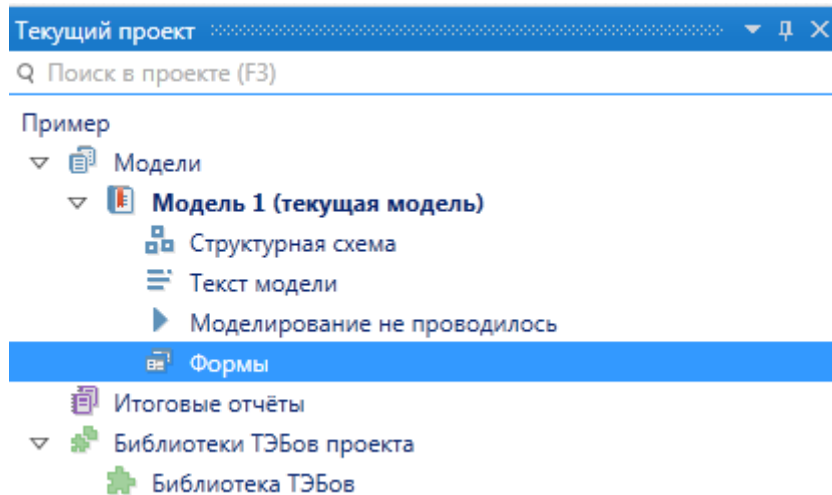 Текущий проект
Поиск в проекте (F3)
Пример
Модели
Модель 1 (текущая модель)
Структурная схема
Текст модели
Моделирование не проводилось
Формы
Итоговые отчёты
Библиотеки ТЭБов проекта
Библиотека ТЭБов